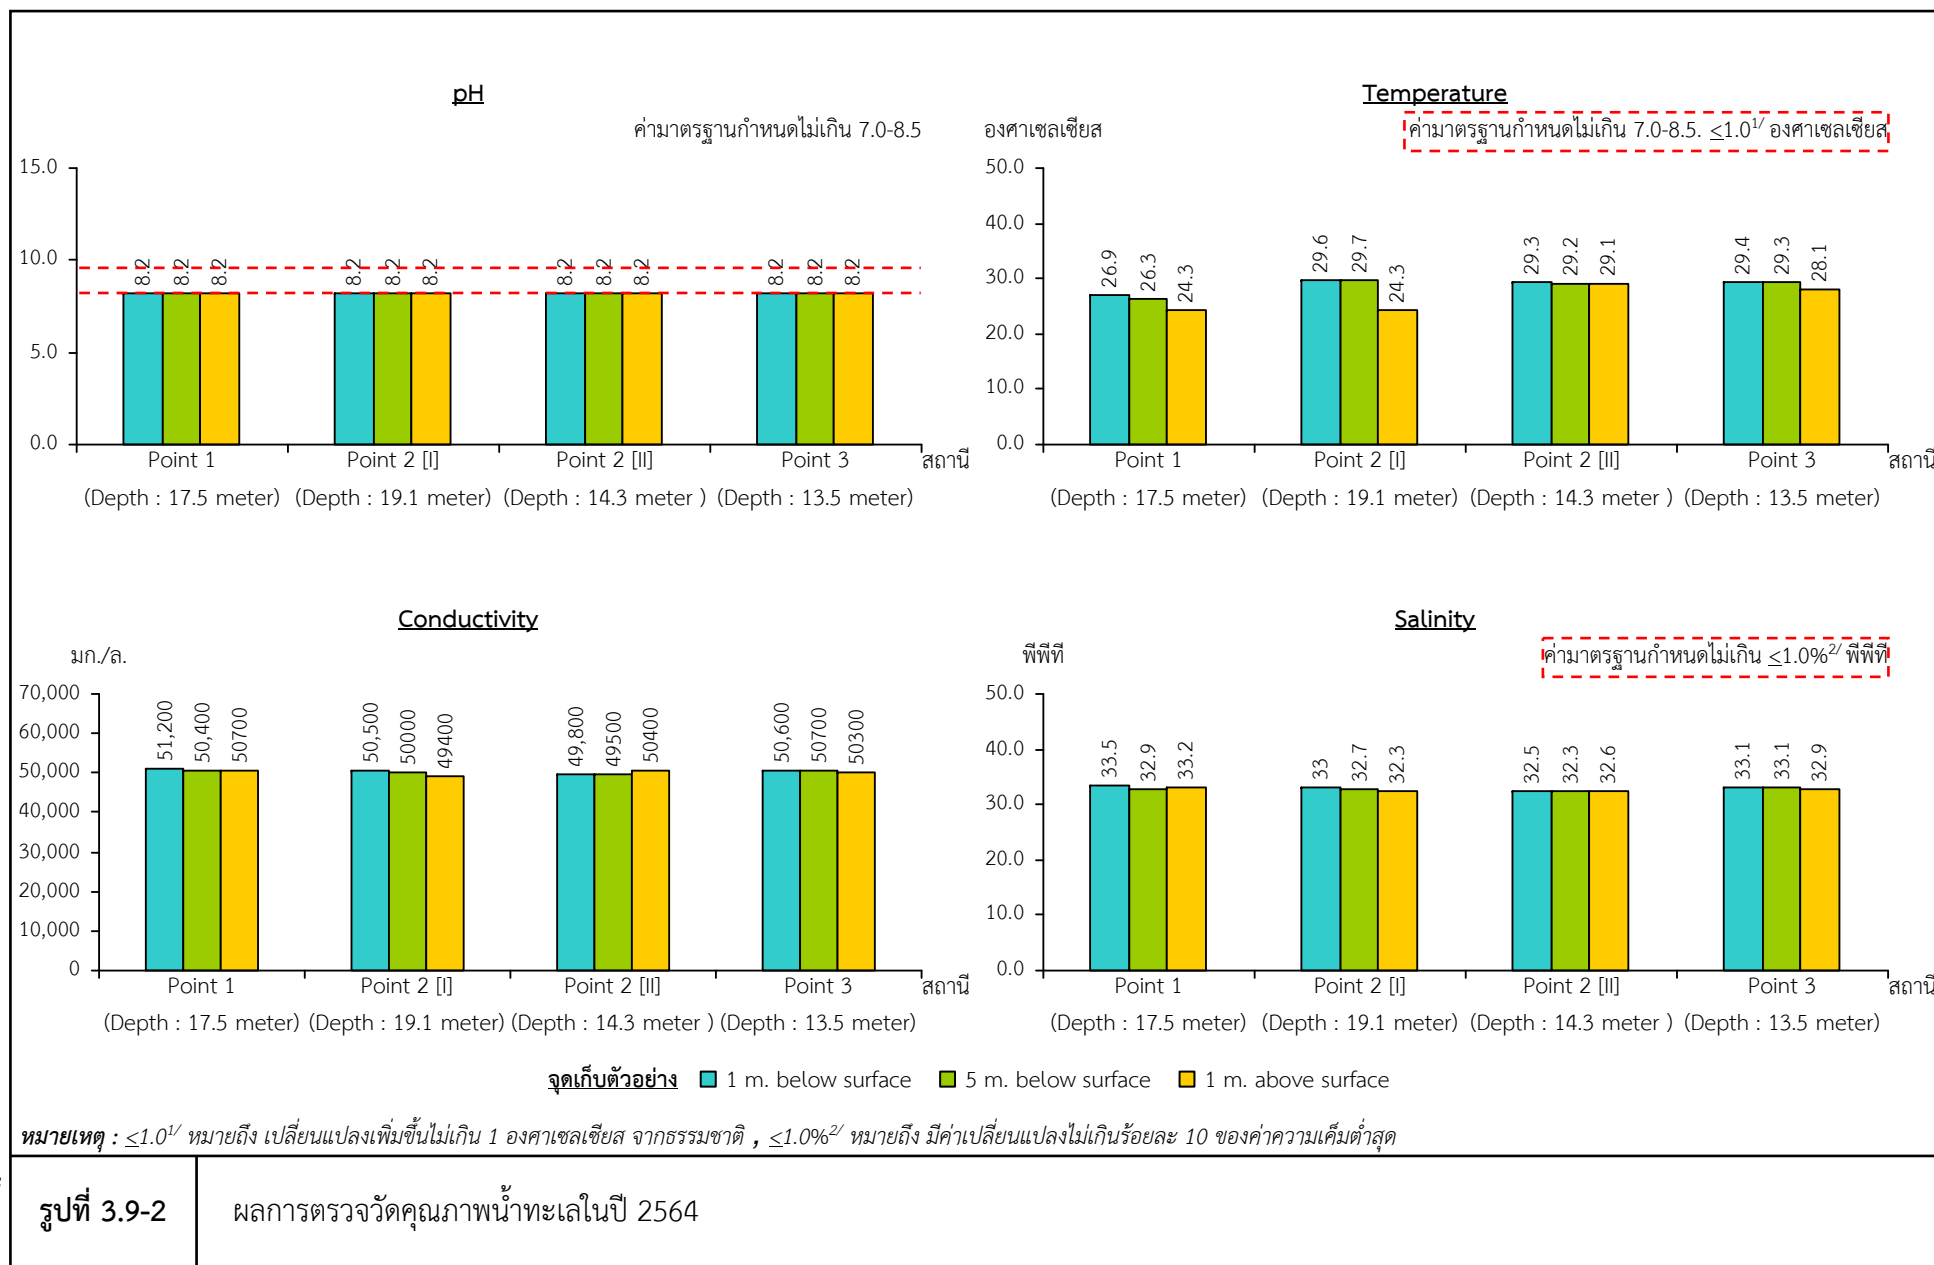 pH
ค่ามาตรฐานกำหนดไม่เกิน 7.0-8.5
15.0
10.0
5.0
0.0
8.2 8.2 8.2 8.2 8.2 8.2 8.2 8.2 8.2 8.2 8.2 8.2
Point 1 Point 2 [I] Point 2 [II] Point 3 สถานี
(Depth : 17.5 meter) (Depth : 19.1 meter) (Depth : 14.3 meter ) (Depth : 13.5 meter)
Temperature
องศาเซลเซียส
ค่ามาตรฐานกำหนดไม่เกิน 7.0-8.5. ≤1.0¹/ องศาเซลเซียส
50.0
40.0
30.0
20.0
10.0
0.0
26.9 26.3 24.3 29.6 29.7 24.3 29.3 29.2 29.1 29.4 29.3 28.1
Point 1 Point 2 [I] Point 2 [II] Point 3 สถานี
(Depth : 17.5 meter) (Depth : 19.1 meter) (Depth : 14.3 meter ) (Depth : 13.5 meter)
Conductivity
มก./ล.
70,000
60,000
50,000
40,000
30,000
20,000
10,000
0
51,200 50,400 50700 50,500 50000 49400 49,800 49500 50400 50,600 50700 50300
Point 1 Point 2 [I] Point 2 [II] Point 3 สถานี
(Depth : 17.5 meter) (Depth : 19.1 meter) (Depth : 14.3 meter ) (Depth : 13.5 meter)
Salinity
พีพีที
ค่ามาตรฐานกำหนดไม่เกิน ≤1.0%²/ พีพีที
50.0
40.0
30.0
20.0
10.0
0.0
33.5 32.9 33.2 33 32.7 32.3 32.5 32.3 32.6 33.1 33.1 32.9
Point 1 Point 2 [I] Point 2 [II] Point 3 สถานี
(Depth : 17.5 meter) (Depth : 19.1 meter) (Depth : 14.3 meter ) (Depth : 13.5 meter)
จุดเก็บตัวอย่าง 1 m. below surface 5 m. below surface 1 m. above surface
หมายเหตุ : ≤1.0¹/ หมายถึง เปลี่ยนแปลงเพิ่มขึ้นไม่เกิน 1 องศาเซลเซียส จากธรรมชาติ , ≤1.0%²/ หมายถึง มีค่าเปลี่ยนแปลงไม่เกินร้อยละ 10 ของค่าความเค็มต่ำสุด
รูปที่ 3.9-2 ผลการตรวจวัดคุณภาพน้ำทะเลในปี 2564